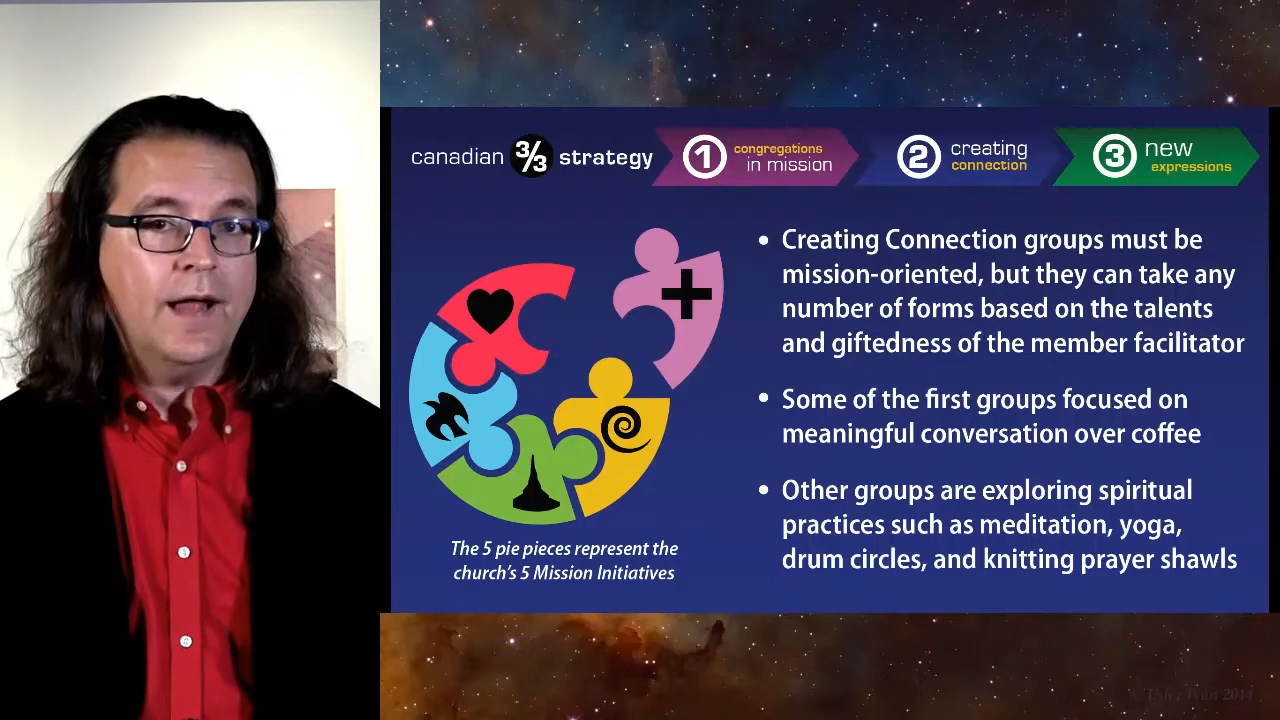 canadian 3/3 strategy
1 congregations
in mission
2 creating
connection
3 new
expressions
• Creating Connection groups must be
mission-oriented, but they can take any
number of forms based on the talents
and giftedness of the member facilitator
• Some of the first groups focused on
meaningful conversation over coffee
• Other groups are exploring spiritual
practices such as meditation, yoga,
drum circles, and knitting prayer shawls
The 5 pie pieces represent the
church's 5 Mission Initiatives
2014